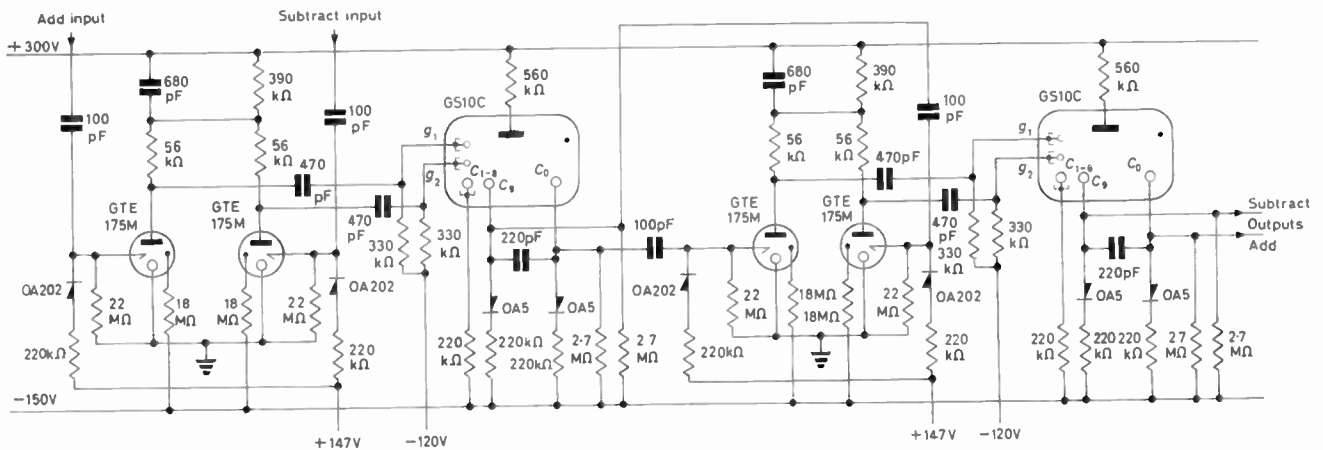 Add input
Subtract input
+300V
680
pF
390
kΩ
100
pF
100
pF
56
kΩ
56
kΩ
470
pF
470
pF
GTE
175M
GTE
175M
OA202
OA202
22
MΩ
18
MΩ
18
MΩ
22
MΩ
220kΩ
220
kΩ
330
kΩ
330
kΩ
-150V
+147V
-120V
560
kΩ
GS10C
g1
g2
C1-8
C9
C0
220pF
OA5
OA5
220
kΩ
220kΩ
220kΩ
2·7
MΩ
2 7
MΩ
100pF
680
pF
390
kΩ
100
pF
56
kΩ
56
kΩ
470pF
470
pF
GTE
175M
GTE
175M
OA202
OA202
22
MΩ
18MΩ
18MΩ
22
MΩ
220kΩ
220
kΩ
330
kΩ
330
kΩ
+147V
-120V
560
kΩ
GS10C
g1
g2
C9
C0
220pF
OA5
OA5
220
kΩ
220
kΩ
220
kΩ
2 7
MΩ
2·7
MΩ
Subtract
Outputs
Add